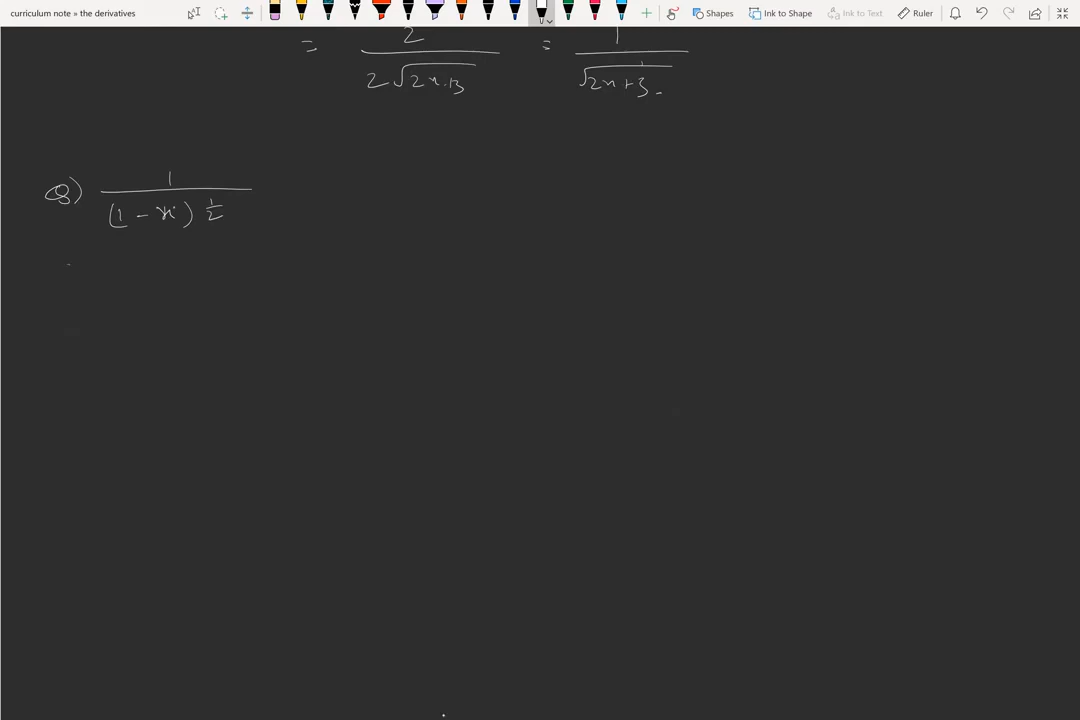 curriculum note » the derivatives Shapes Ink to Shape Ink to Text Ruler
= 2 / 2√2x+3 = 1 / √2x+3
Q) 1 / (1 - x) 1/2